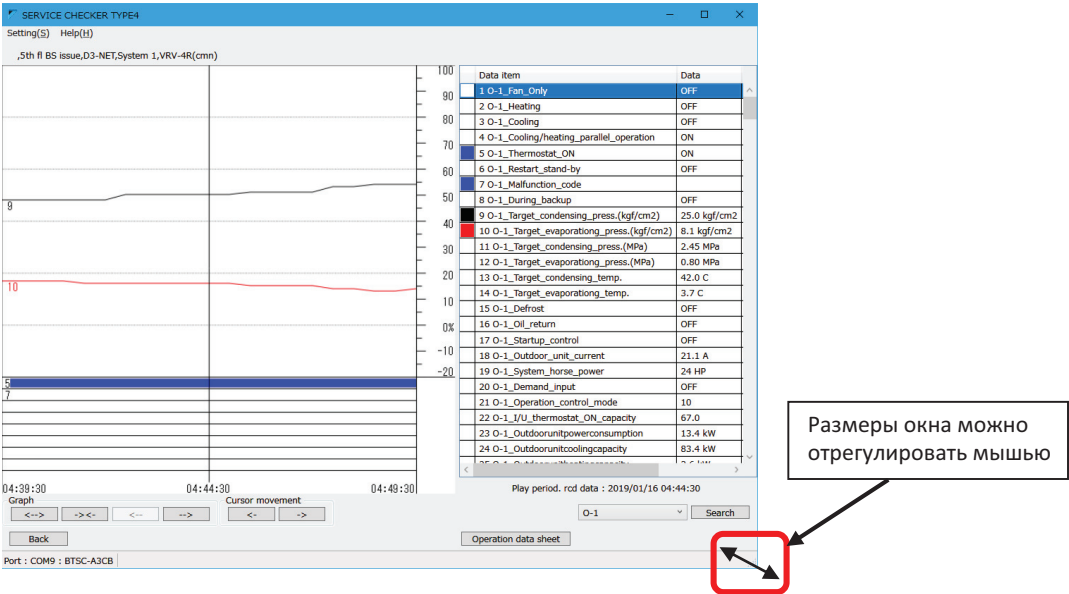 SERVICE CHECKER TYPE4
Setting(S) Help(H)
,5th fl BS issue,D3-NET,System 1,VRV-4R(cmn)
100
90
80
70
60
50
40
30
20
10
0%
-10
-20
9
10
5
7
04:39:30 04:44:30 04:49:30
Data item Data
1 O-1_Fan_Only OFF
2 O-1_Heating OFF
3 O-1_Cooling OFF
4 O-1_Cooling/heating_parallel_operation ON
5 O-1_Thermostat_ON ON
6 O-1_Restart_stand-by OFF
7 O-1_Malfunction_code
8 O-1_During_backup OFF
9 O-1_Target_condensing_press.(kgf/cm2) 25.0 kgf/cm2
10 O-1_Target_evaporationg_press.(kgf/cm2) 8.1 kgf/cm2
11 O-1_Target_condensing_press.(MPa) 2.45 MPa
12 O-1_Target_evaporationg_press.(MPa) 0.80 MPa
13 O-1_Target_condensing_temp. 42.0 C
14 O-1_Target_evaporationg_temp. 3.7 C
15 O-1_Defrost OFF
16 O-1_Oil_return OFF
17 O-1_Startup_control OFF
18 O-1_Outdoor_unit_current 21.1 A
19 O-1_System_horse_power 24 HP
20 O-1_Demand_input OFF
21 O-1_Operation_control_mode 10
22 O-1_I/U_thermostat_ON_capacity 67.0
23 O-1_Outdoorunitpowerconsumption 13.4 kW
24 O-1_Outdoorunitcoolingcapacity 83.4 kW
Play period. rcd data : 2019/01/16 04:44:30
Graph Cursor movement
<--> -><- <-- --> <- ->
O-1 Search
Back Operation data sheet
Port : COM9 : BTSC-A3CB
Размеры окна можно
отрегулировать мышью